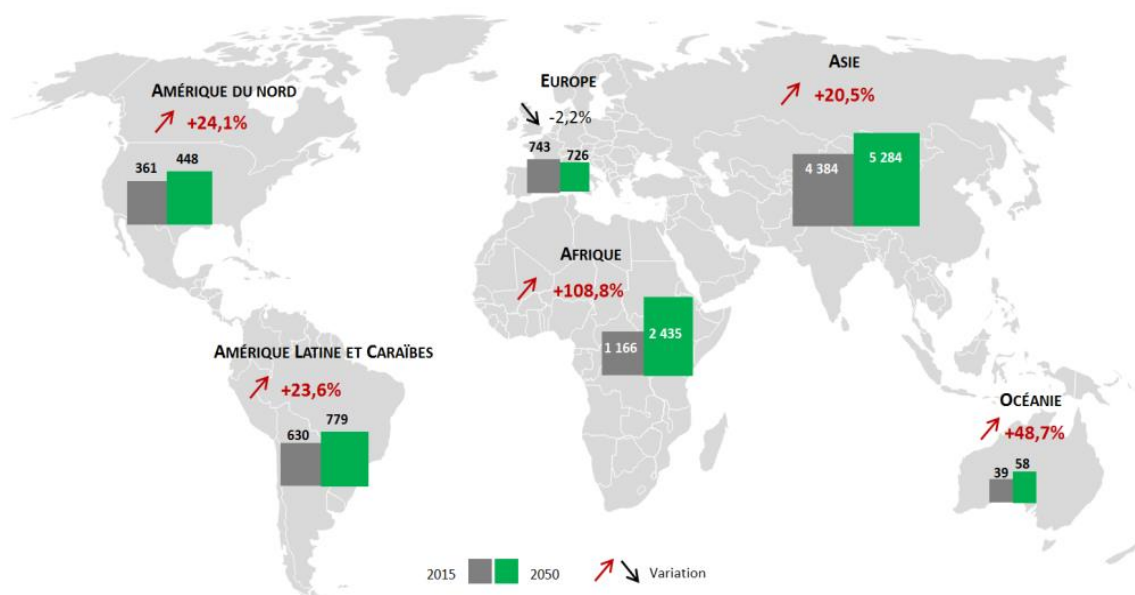 AMÉRIQUE DU NORD
+24,1%
361
448
EUROPE
-2,2%
743
726
ASIE
+20,5%
4 384
5 284
AFRIQUE
+108,8%
1 166
2 435
AMÉRIQUE LATINE ET CARAÏBES
+23,6%
630
779
OCÉANIE
+48,7%
39
58
2015
2050
Variation